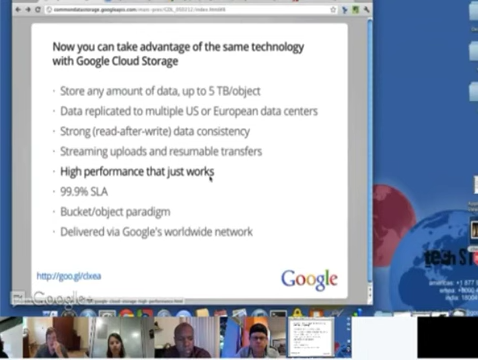 Now you can take advantage of the same technology
with Google Cloud Storage
· Store any amount of data, up to 5 TB/object
· Data replicated to multiple US or European data centers
· Strong (read-after-write) data consistency
· Streaming uploads and resumable transfers
· High performance that just works
· 99.9% SLA
· Bucket/object paradigm
· Delivered via Google's worldwide network
http://goo.gl/clxea
Google
Google+